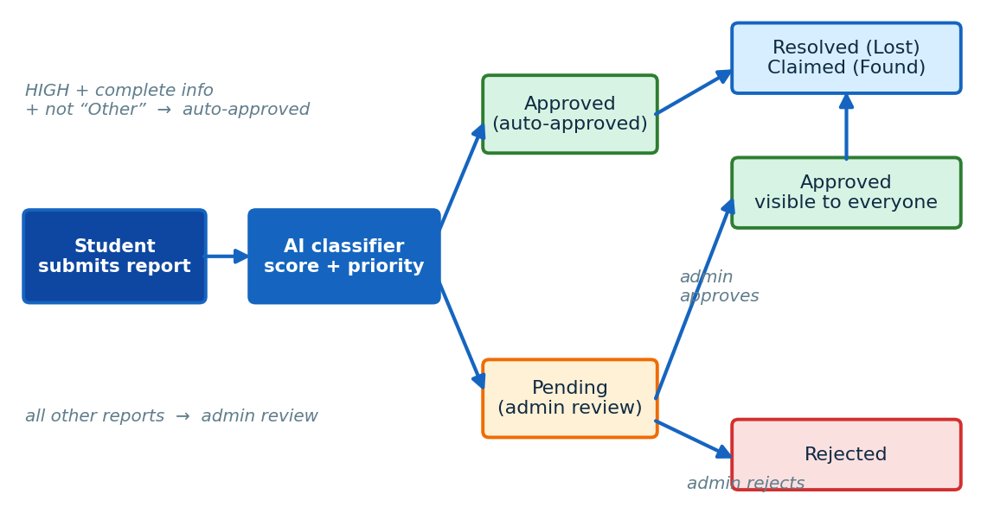 HIGH + complete info
+ not “Other” → auto-approved
Student
submits report
AI classifier
score + priority
all other reports → admin review
Approved
(auto-approved)
Pending
(admin review)
Resolved (Lost)
Claimed (Found)
Approved
visible to everyone
admin
approves
Rejected
admin rejects